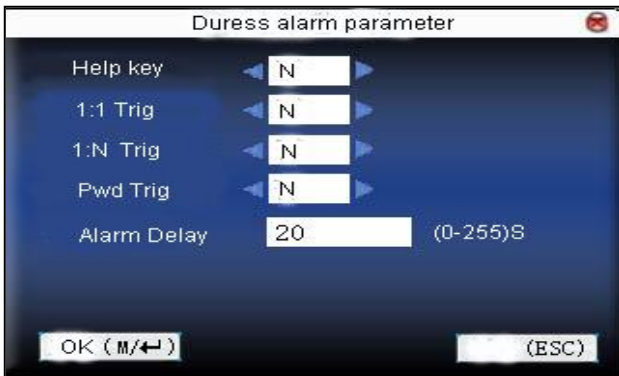 Duress alarm parameter
Help key N
1:1 Trig N
1:N Trig N
Pwd Trig N
Alarm Delay 20 (0-255)S
OK (M/↵) (ESC)